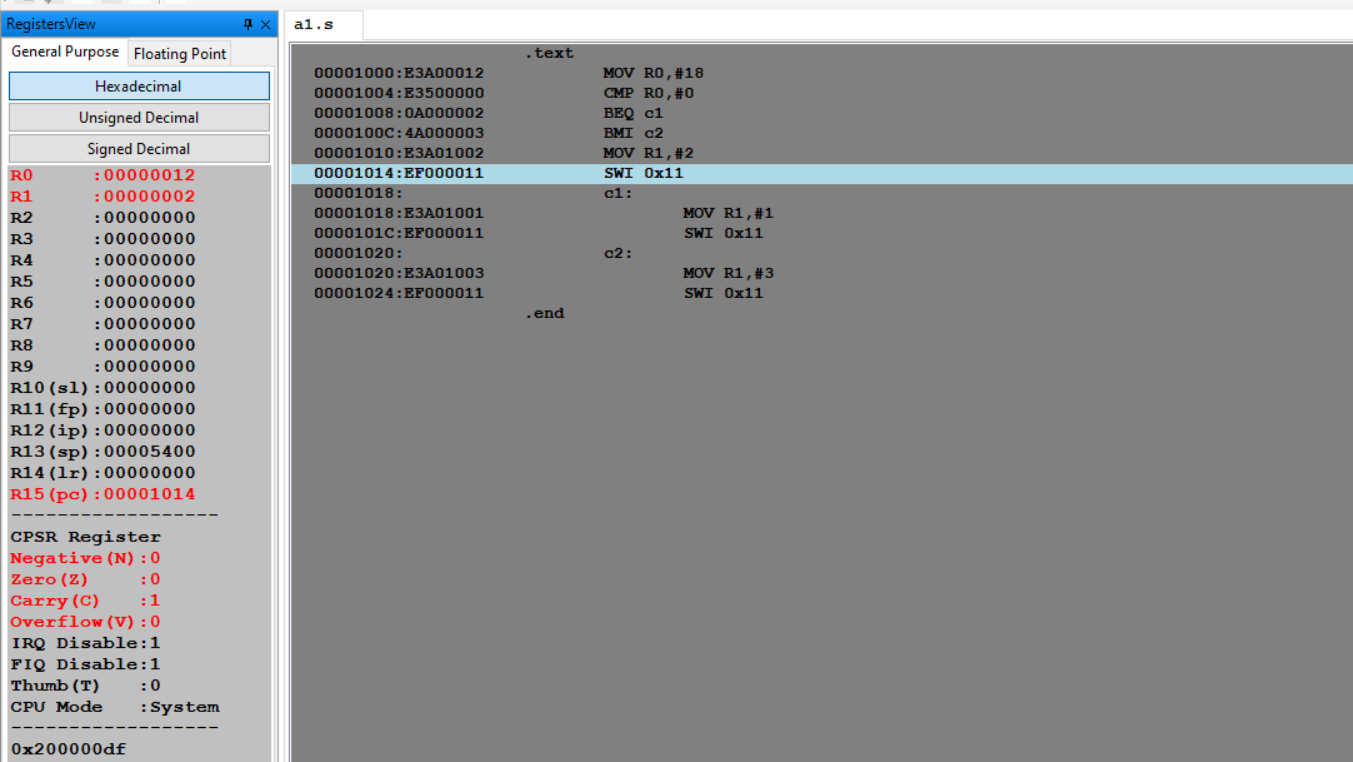 RegistersView
General Purpose Floating Point
Hexadecimal
Unsigned Decimal
Signed Decimal
R0 :00000012
R1 :00000002
R2 :00000000
R3 :00000000
R4 :00000000
R5 :00000000
R6 :00000000
R7 :00000000
R8 :00000000
R9 :00000000
R10(sl):00000000
R11(fp):00000000
R12(ip):00000000
R13(sp):00005400
R14(lr):00000000
R15(pc):00001014
------------------
CPSR Register
Negative(N):0
Zero(Z) :0
Carry(C) :1
Overflow(V):0
IRQ Disable:1
FIQ Disable:1
Thumb(T) :0
CPU Mode :System
------------------
0x200000df
a1.s
.text
00001000:E3A00012 MOV R0,#18
00001004:E3500000 CMP R0,#0
00001008:0A000002 BEQ c1
0000100C:4A000003 BMI c2
00001010:E3A01002 MOV R1,#2
00001014:EF000011 SWI 0x11
00001018: c1:
00001018:E3A01001 MOV R1,#1
0000101C:EF000011 SWI 0x11
00001020: c2:
00001020:E3A01003 MOV R1,#3
00001024:EF000011 SWI 0x11
.end